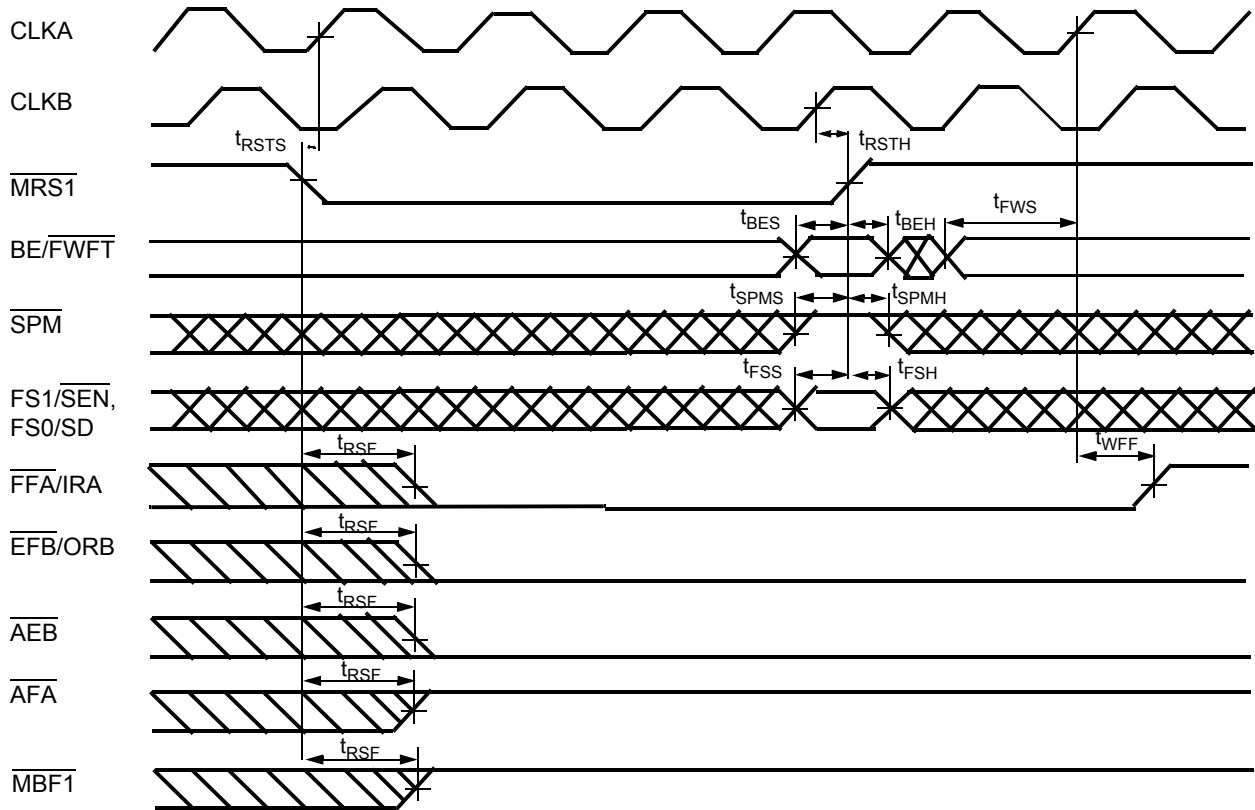 CLKA
CLKB
tRSTS
tRSTH
MRS1
tBES
tBEH
tFWS
BE/FWFT
tSPMS
tSPMH
SPM
tFSS
tFSH
FS1/SEN,
FS0/SD
tRSF
tWFF
FFA/IRA
tRSF
EFB/ORB
tRSF
AEB
tRSF
AFA
tRSF
MBF1